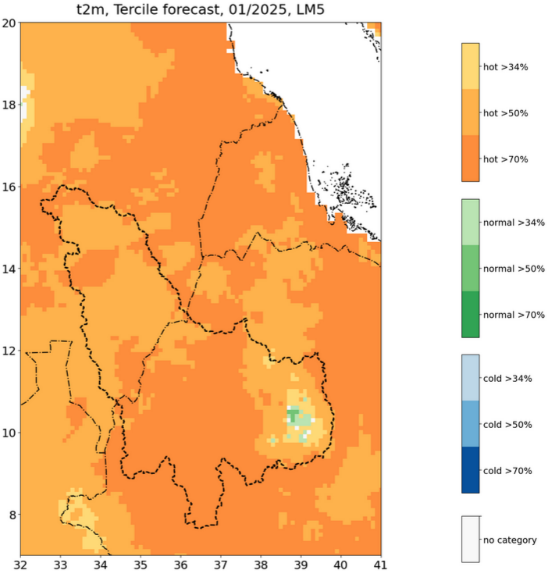 t2m, Tercile forecast, 01/2025, LM5
20
18
16
14
12
10
8
32 33 34 35 36 37 38 39 40 41
hot >34%
hot >50%
hot >70%
normal >34%
normal >50%
normal >70%
cold >34%
cold >50%
cold >70%
no category